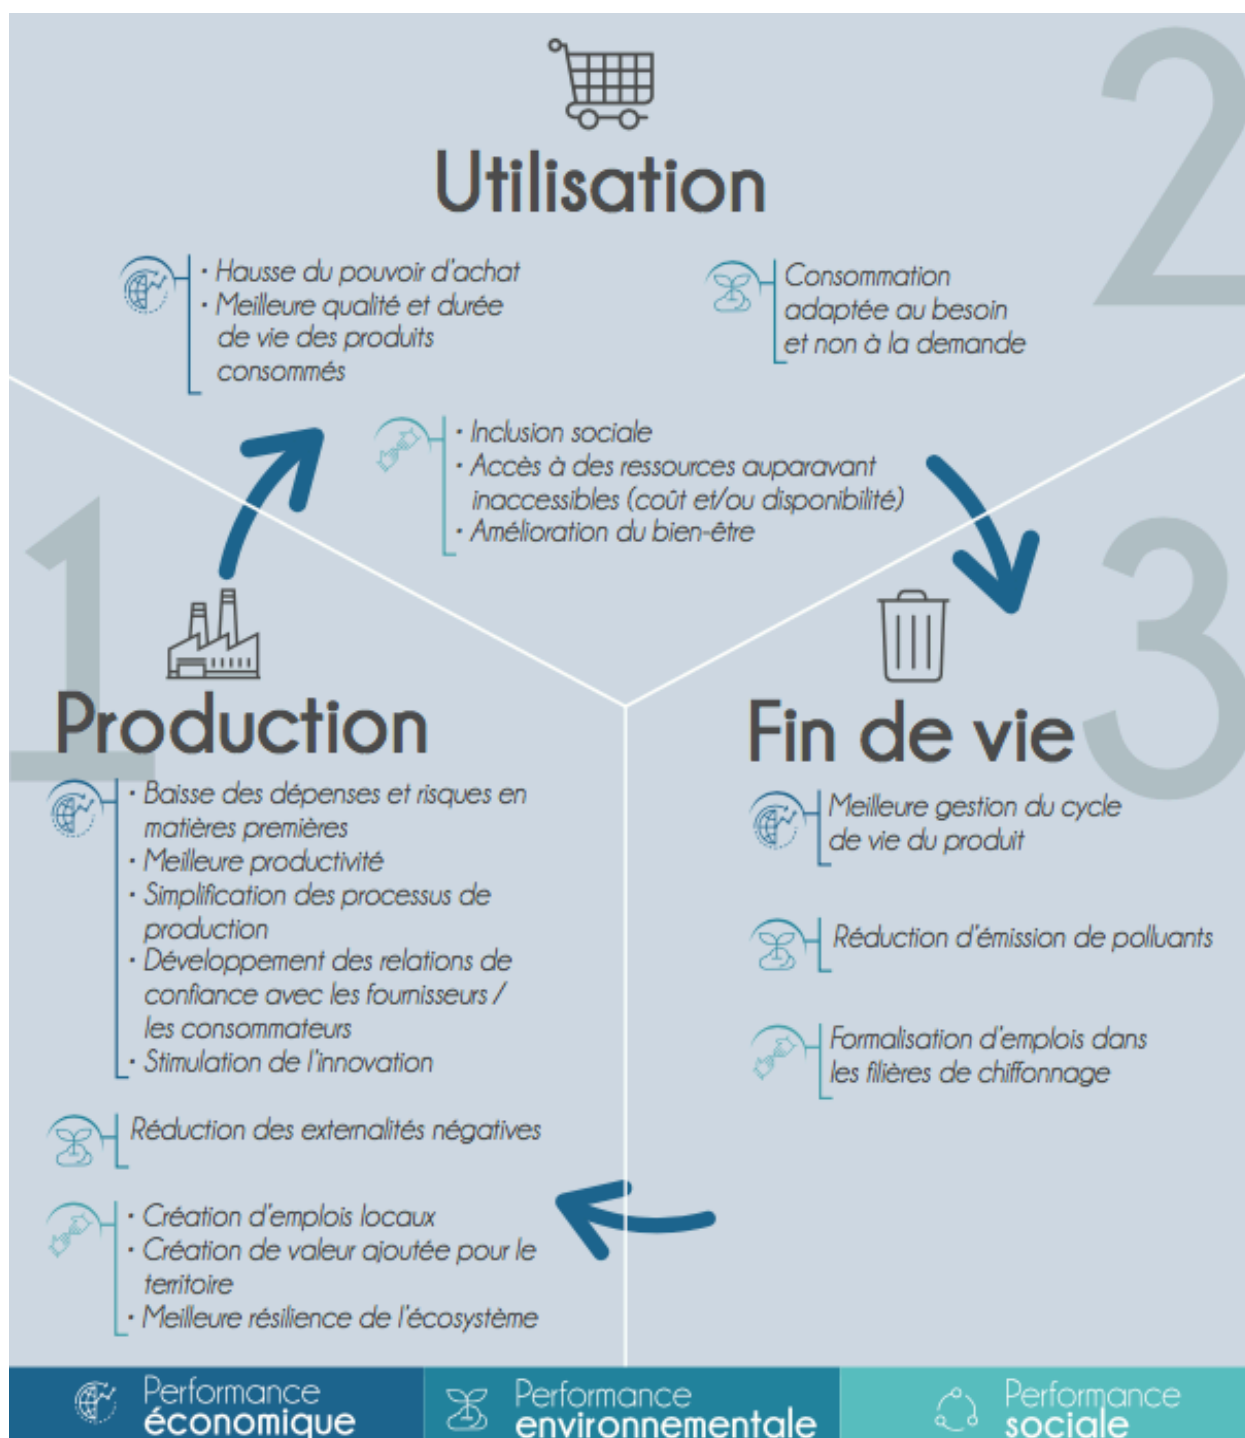 2
Utilisation
• Hausse du pouvoir d'achat
• Meilleure qualité et durée
de vie des produits
consommés
Consommation
adaptée au besoin
et non à la demande
• Inclusion sociale
• Accès à des ressources auparavant
inaccessibles (coût et/ou disponibilité)
• Amélioration du bien-être
1
Production
• Baisse des dépenses et risques en
matières premières
• Meilleure productivité
• Simplification des processus de
production
• Développement des relations de
confiance avec les fournisseurs /
les consommateurs
• Stimulation de l'innovation
Réduction des externalités négatives
• Création d'emplois locaux
• Création de valeur ajoutée pour le
territoire
• Meilleure résilience de l'écosystème
3
Fin de vie
Meilleure gestion du cycle
de vie du produit
Réduction d'émission de polluants
Formalisation d'emplois dans
les filières de chiffonnage
Performance
économique
Performance
environnementale
Performance
sociale